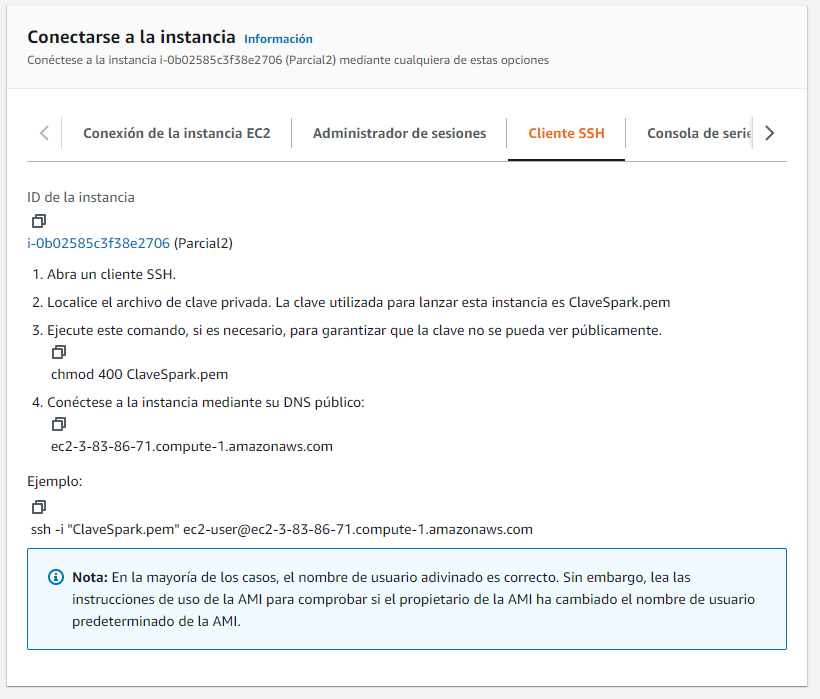 Conectarse a la instancia Información
Conéctese a la instancia i-0b02585c3f38e2706 (Parcial2) mediante cualquiera de estas opciones
Conexión de la instancia EC2 Administrador de sesiones Cliente SSH Consola de serie
ID de la instancia
i-0b02585c3f38e2706 (Parcial2)
1. Abra un cliente SSH.
2. Localice el archivo de clave privada. La clave utilizada para lanzar esta instancia es ClaveSpark.pem
3. Ejecute este comando, si es necesario, para garantizar que la clave no se pueda ver públicamente.
chmod 400 ClaveSpark.pem
4. Conéctese a la instancia mediante su DNS público:
ec2-3-83-86-71.compute-1.amazonaws.com
Ejemplo:
ssh -i "ClaveSpark.pem" ec2-user@ec2-3-83-86-71.compute-1.amazonaws.com
Nota: En la mayoría de los casos, el nombre de usuario adivinado es correcto. Sin embargo, lea las
instrucciones de uso de la AMI para comprobar si el propietario de la AMI ha cambiado el nombre de usuario
predeterminado de la AMI.